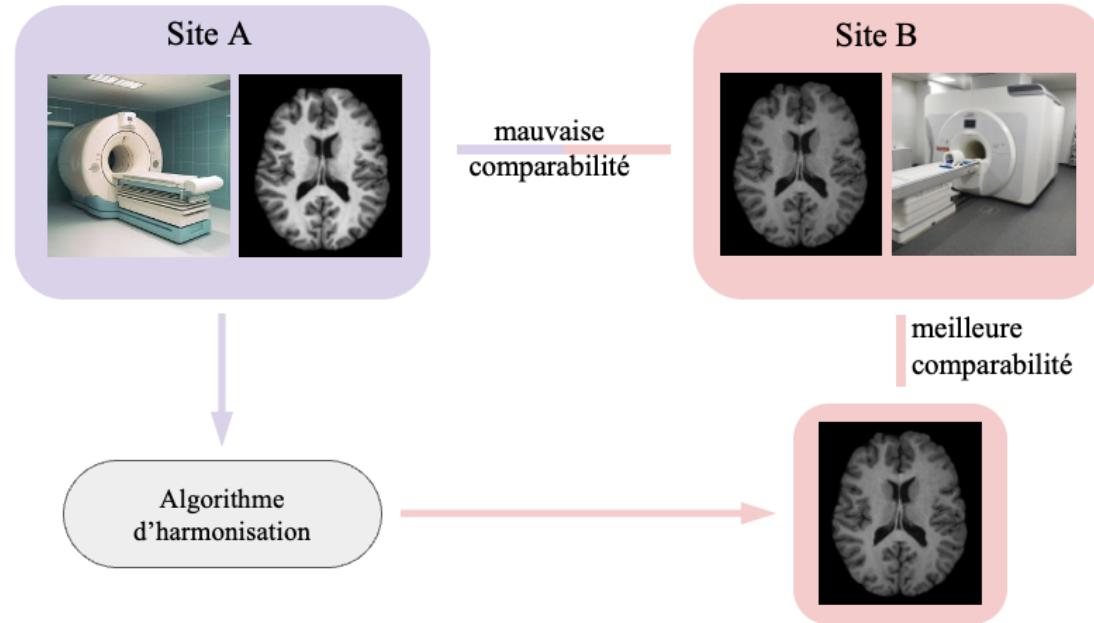 Site A
Site B
mauvaise
comparabilité
meilleure
comparabilité
Algorithme
d’harmonisation